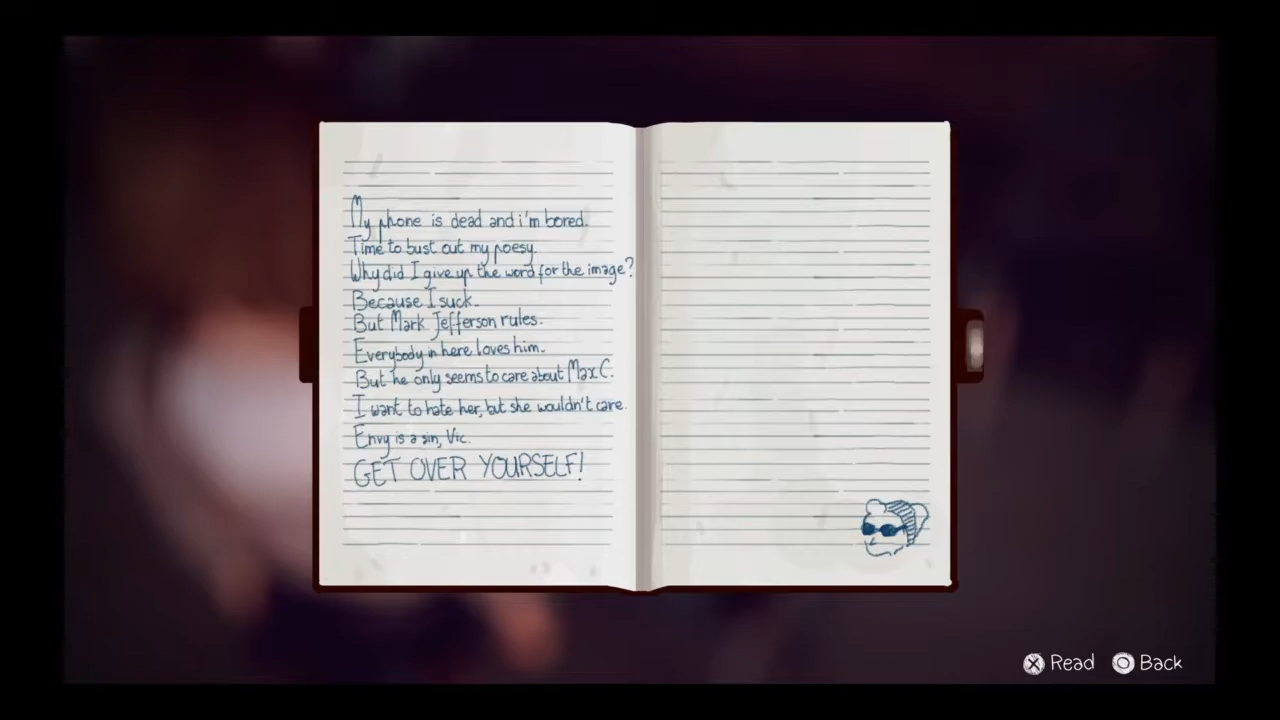 My phone is dead and i'm bored.
Time to bust out my poesy.
Why did I give up the word for the image?
Because I suck.
But Mark Jefferson rules.
Everybody in here loves him.
But he only seems to care about Max C.
I want to hate her, but she wouldn't care.
Envy is a sin, Vic.
GET OVER YOURSELF!
Read Back